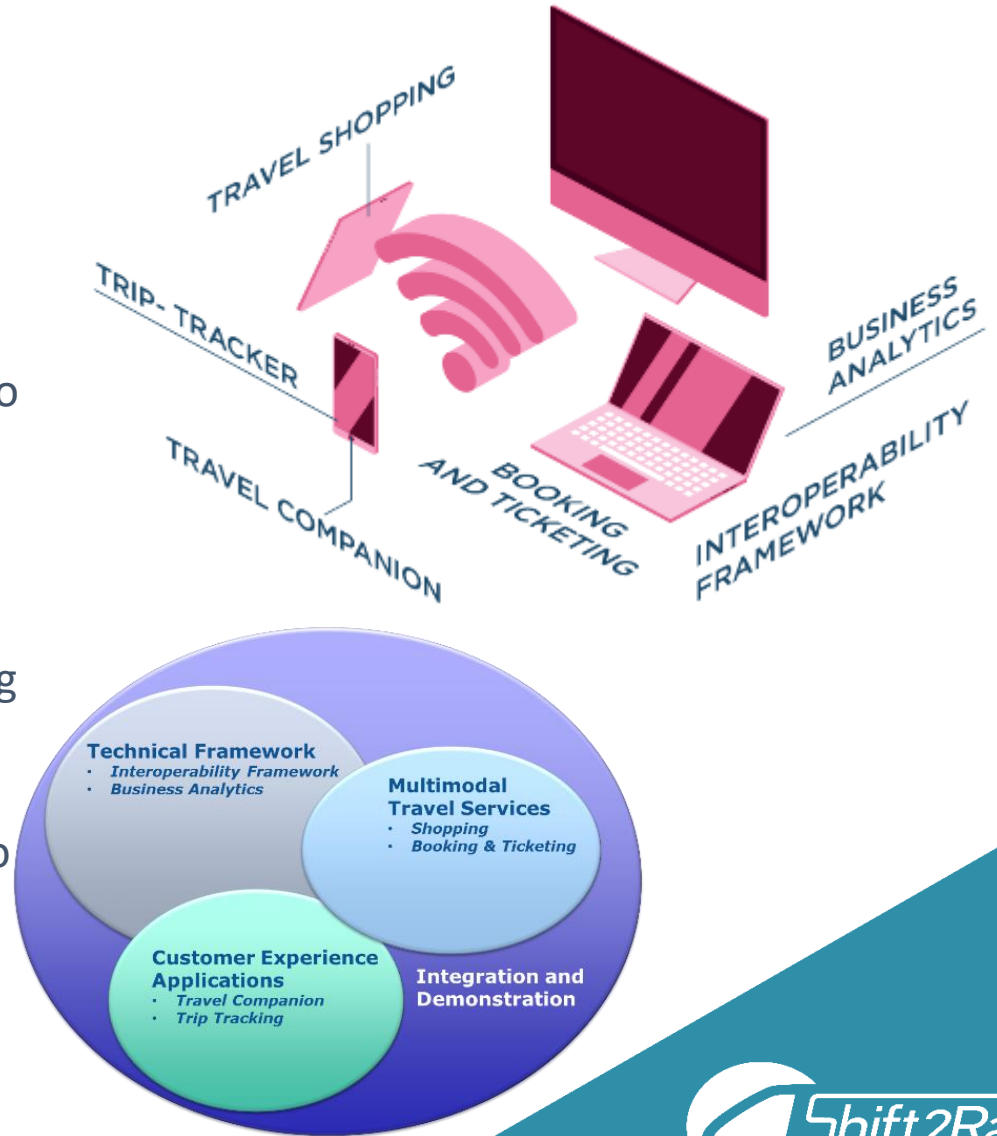 TRAVEL SHOPPING
TRIP- TRACKER
TRAVEL COMPANION
BOOKING
AND TICKETING
BUSINESS
ANALYTICS
INTEROPERABILITY
FRAMEWORK
o
g
Technical Framework
• Interoperability Framework
• Business Analytics
Multimodal
Travel Services
• Shopping
• Booking & Ticketing
Customer Experience
Applications
• Travel Companion
• Trip Tracking
Integration and
Demonstration
Shift2Ra